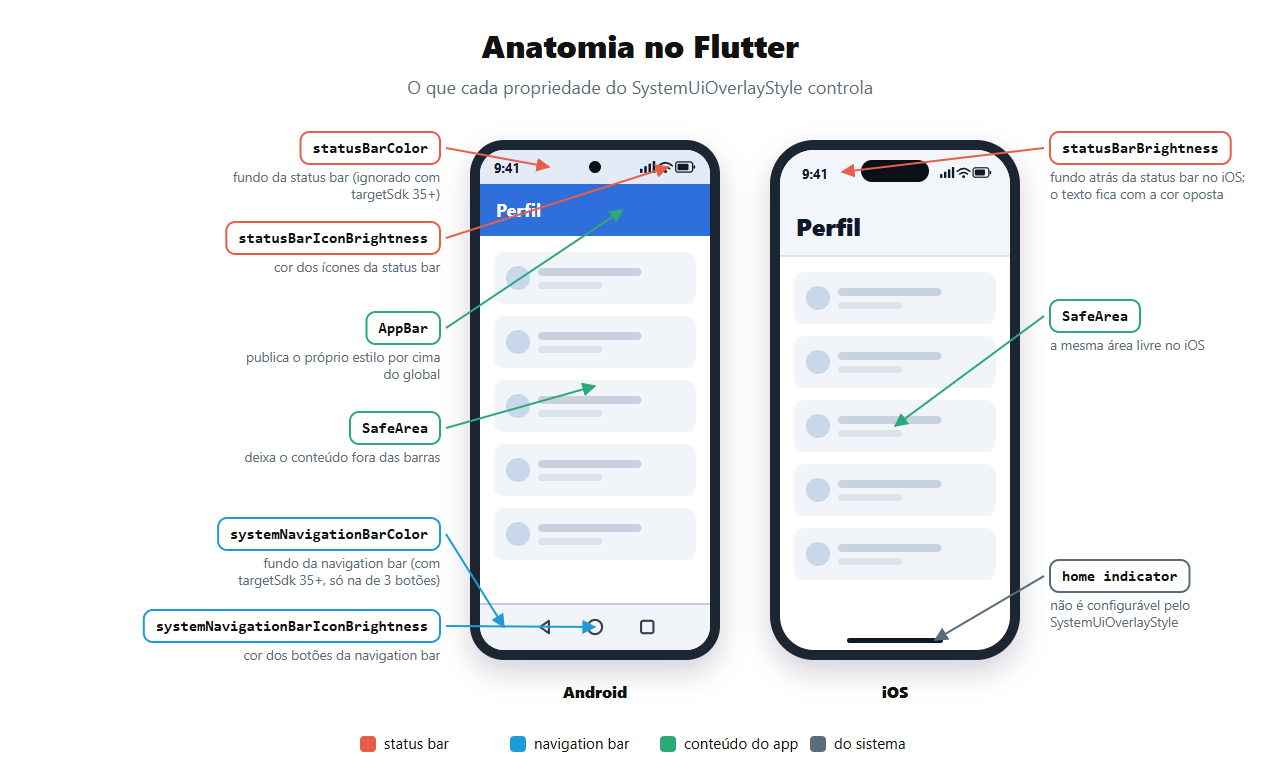 Anatomia no Flutter
O que cada propriedade do SystemUiOverlayStyle controla
statusBarColor
fundo da status bar (ignorado com
targetSdk 35+)
statusBarIconBrightness
cor dos ícones da status bar
AppBar
publica o próprio estilo por cima
do global
SafeArea
deixa o conteúdo fora das barras
systemNavigationBarColor
fundo da navigation bar (com
targetSdk 35+, só na de 3 botões)
systemNavigationBarIconBrightness
cor dos botões da navigation bar
9:41
Perfil
Android
9:41
Perfil
iOS
statusBarBrightness
fundo atrás da status bar no iOS;
o texto fica com a cor oposta
SafeArea
a mesma área livre no iOS
home indicator
não é configurável pelo
SystemUiOverlayStyle
status bar
navigation bar
conteúdo do app
do sistema